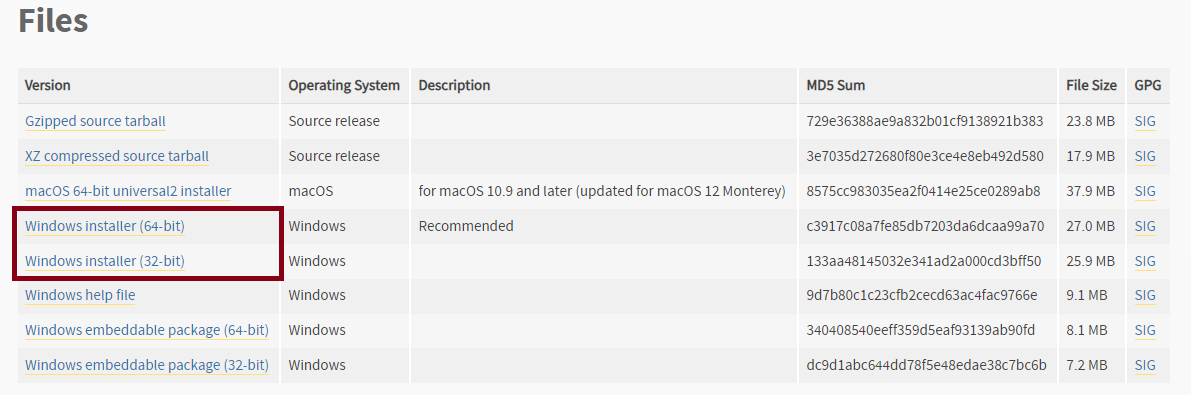 Files
Version Operating System Description MD5 Sum File Size GPG
Gzipped source tarball Source release 729e36388ae9a832b01cf9138921b383 23.8 MB SIG
XZ compressed source tarball Source release 3e7035d272680f80e3ce4e8eb492d580 17.9 MB SIG
macOS 64-bit universal2 installer macOS for macOS 10.9 and later (updated for macOS 12 Monterey) 8575cc983035ea2f0414e25ce0289ab8 37.9 MB SIG
Windows installer (64-bit) Windows Recommended c3917c08a7fe85db7203da6dcaa99a70 27.0 MB SIG
Windows installer (32-bit) Windows 133aa48145032e341ad2a000cd3bff50 25.9 MB SIG
Windows help file Windows 9d7b80c1c23cfb2cecd63ac4fac9766e 9.1 MB SIG
Windows embeddable package (64-bit) Windows 340408540eeff359d5eaf93139ab90fd 8.1 MB SIG
Windows embeddable package (32-bit) Windows dc9d1abc644dd78f5e48edae38c7bc6b 7.2 MB SIG